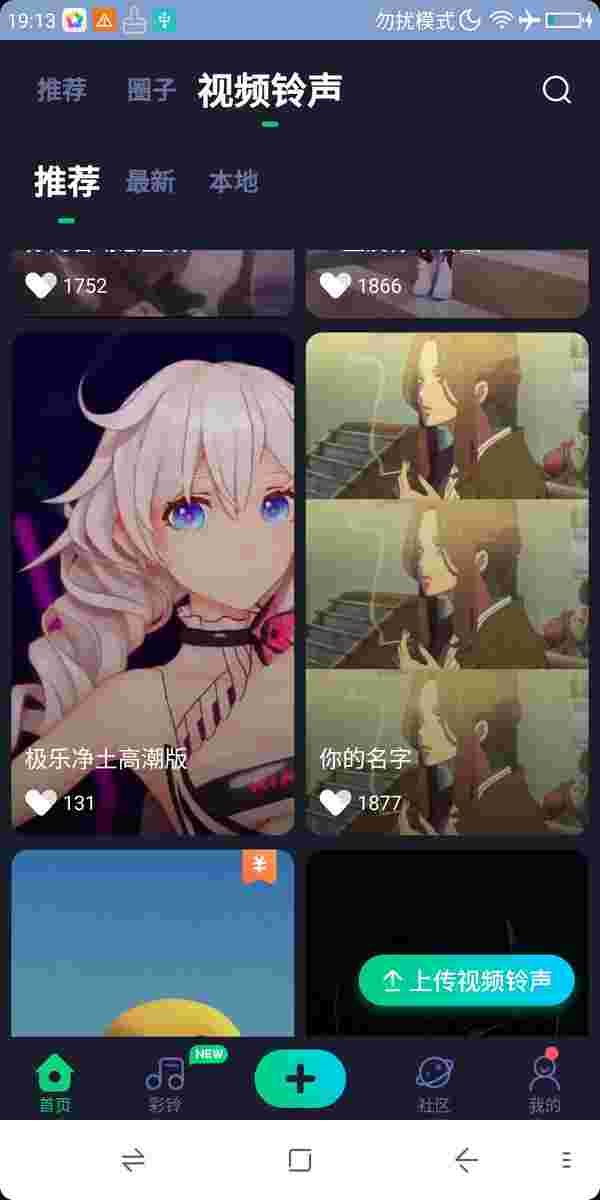 19:13 勿扰模式
推荐 圈子 视频铃声
推荐 最新 本地
1752 1866
极乐净土高潮版 你的名字
131 1877
¥
上传视频铃声
NEW
首页 彩铃 社区 我的